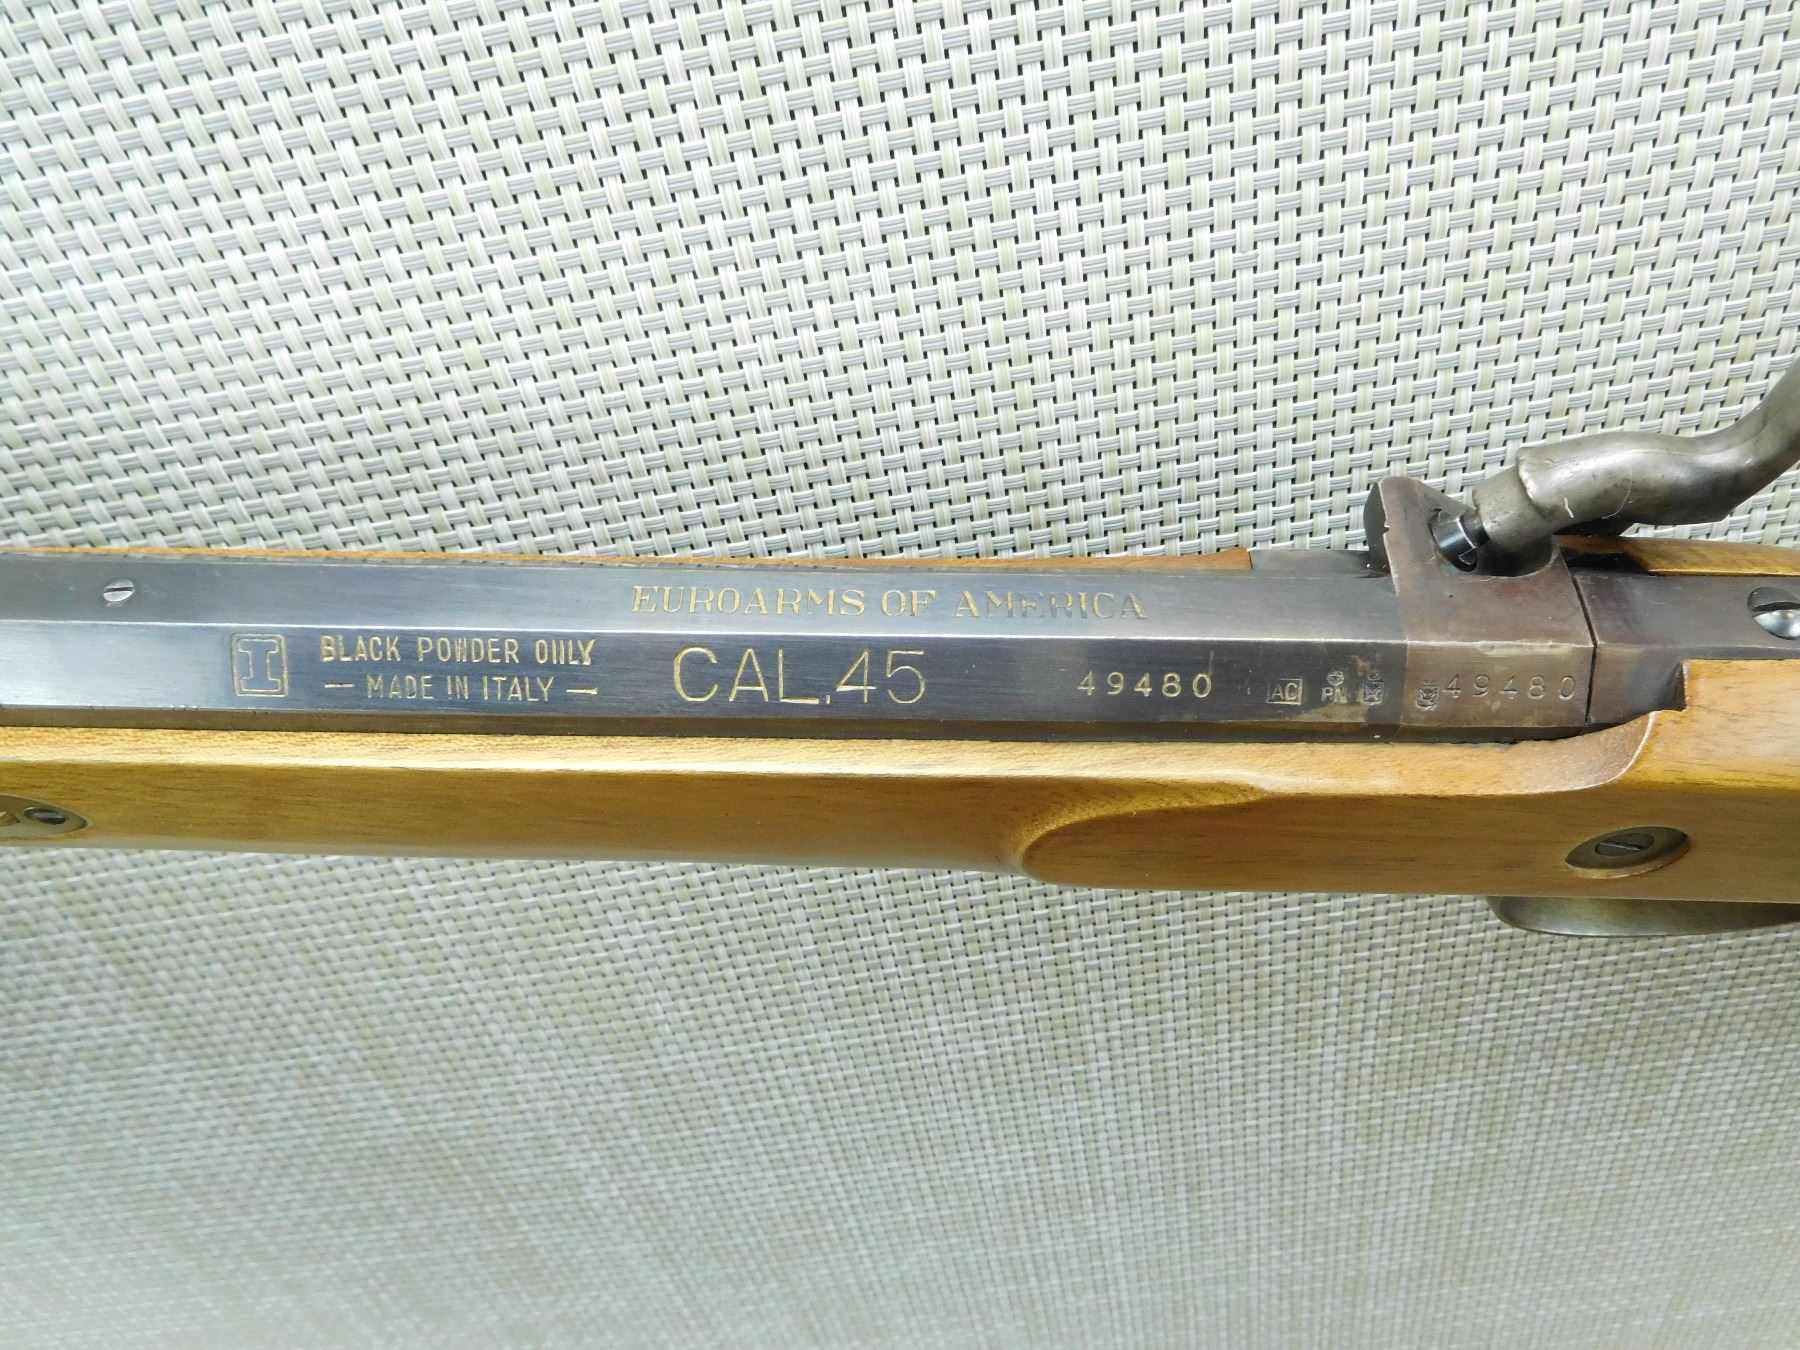 EUROARMS OF AMERICA
I BLACK POWDER ONLY
— MADE IN ITALY —
CAL. 45
49480
AC PN
49480